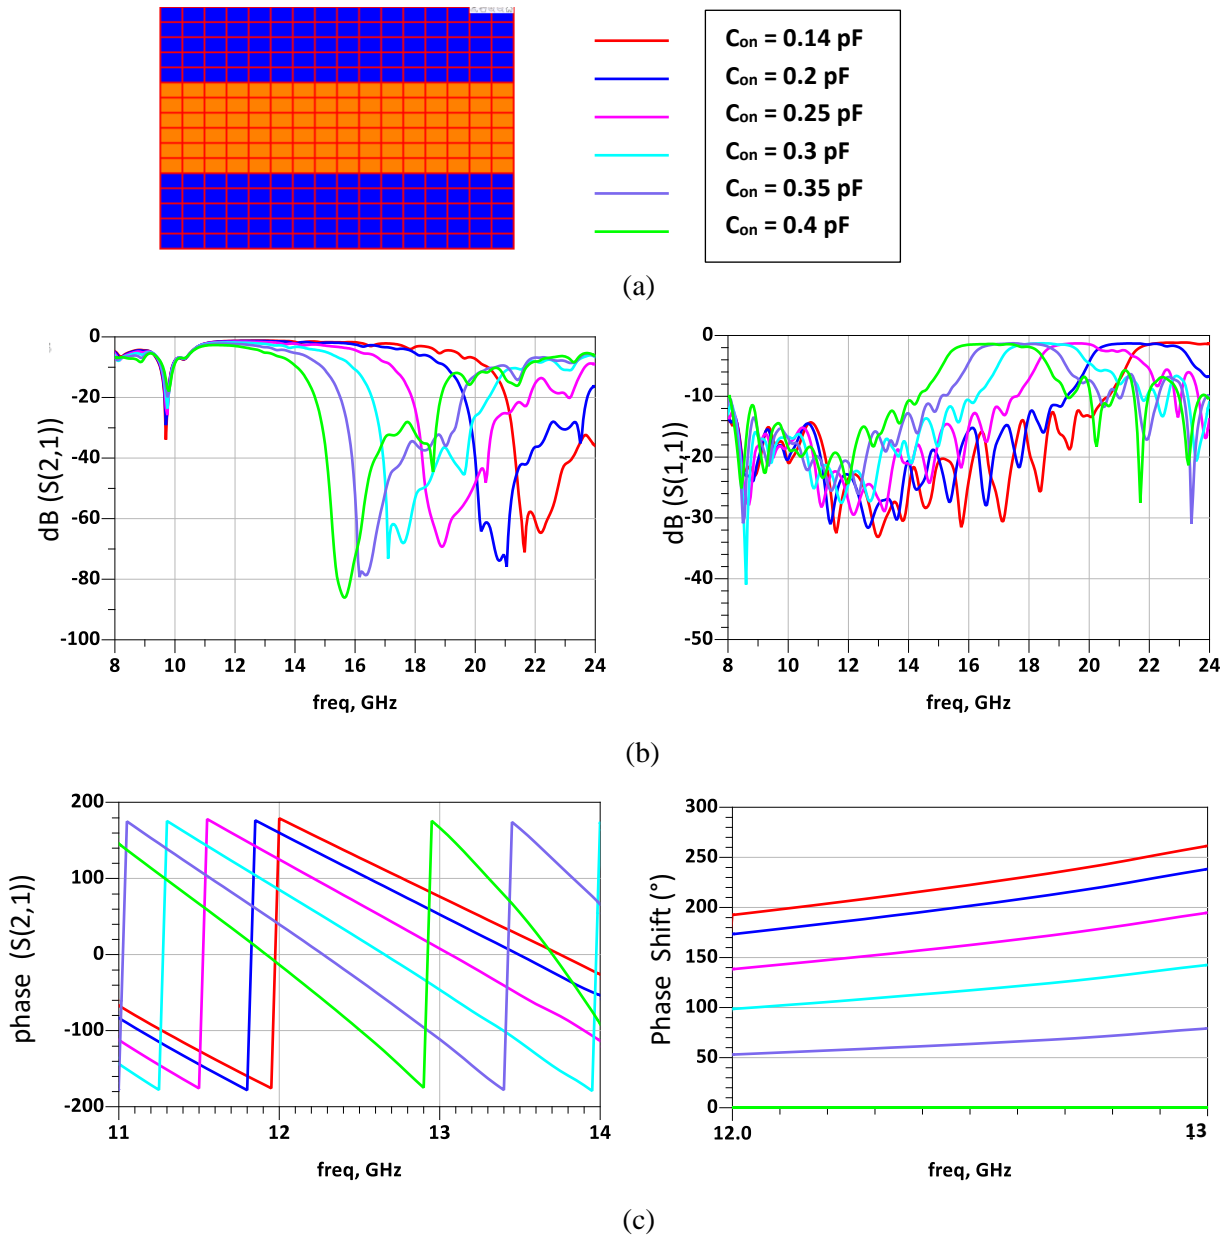 Cₒₙ = 0.14 pF
Cₒₙ = 0.2 pF
Cₒₙ = 0.25 pF
Cₒₙ = 0.3 pF
Cₒₙ = 0.35 pF
Cₒₙ = 0.4 pF
(a)
dB (S(2,1))
0
-20
-40
-60
-80
-100
8 10 12 14 16 18 20 22 24
freq, GHz
dB (S(1,1))
0
-10
-20
-30
-40
-50
8 10 12 14 16 18 20 22 24
freq, GHz
(b)
phase (S(2,1))
200
100
0
-100
-200
11 12 13 14
freq, GHz
Phase Shift (°)
300
250
200
150
100
50
0
12.0 13
freq, GHz
(c)